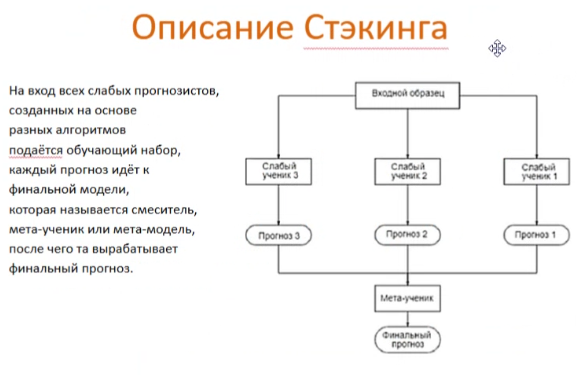 Описание Стэкинга
На вход всех слабых прогнозистов,
созданных на основе
разных алгоритмов
подаётся обучающий набор,
каждый прогноз идёт к
финальной модели,
которая называется смеситель,
мета-ученик или мета-модель,
после чего та вырабатывает
финальный прогноз.
Входной образец
Слабый
ученик 3
Слабый
ученик 2
Слабый
ученик 1
Прогноз 3
Прогноз 2
Прогноз 1
Мета-ученик
Финальный
прогноз